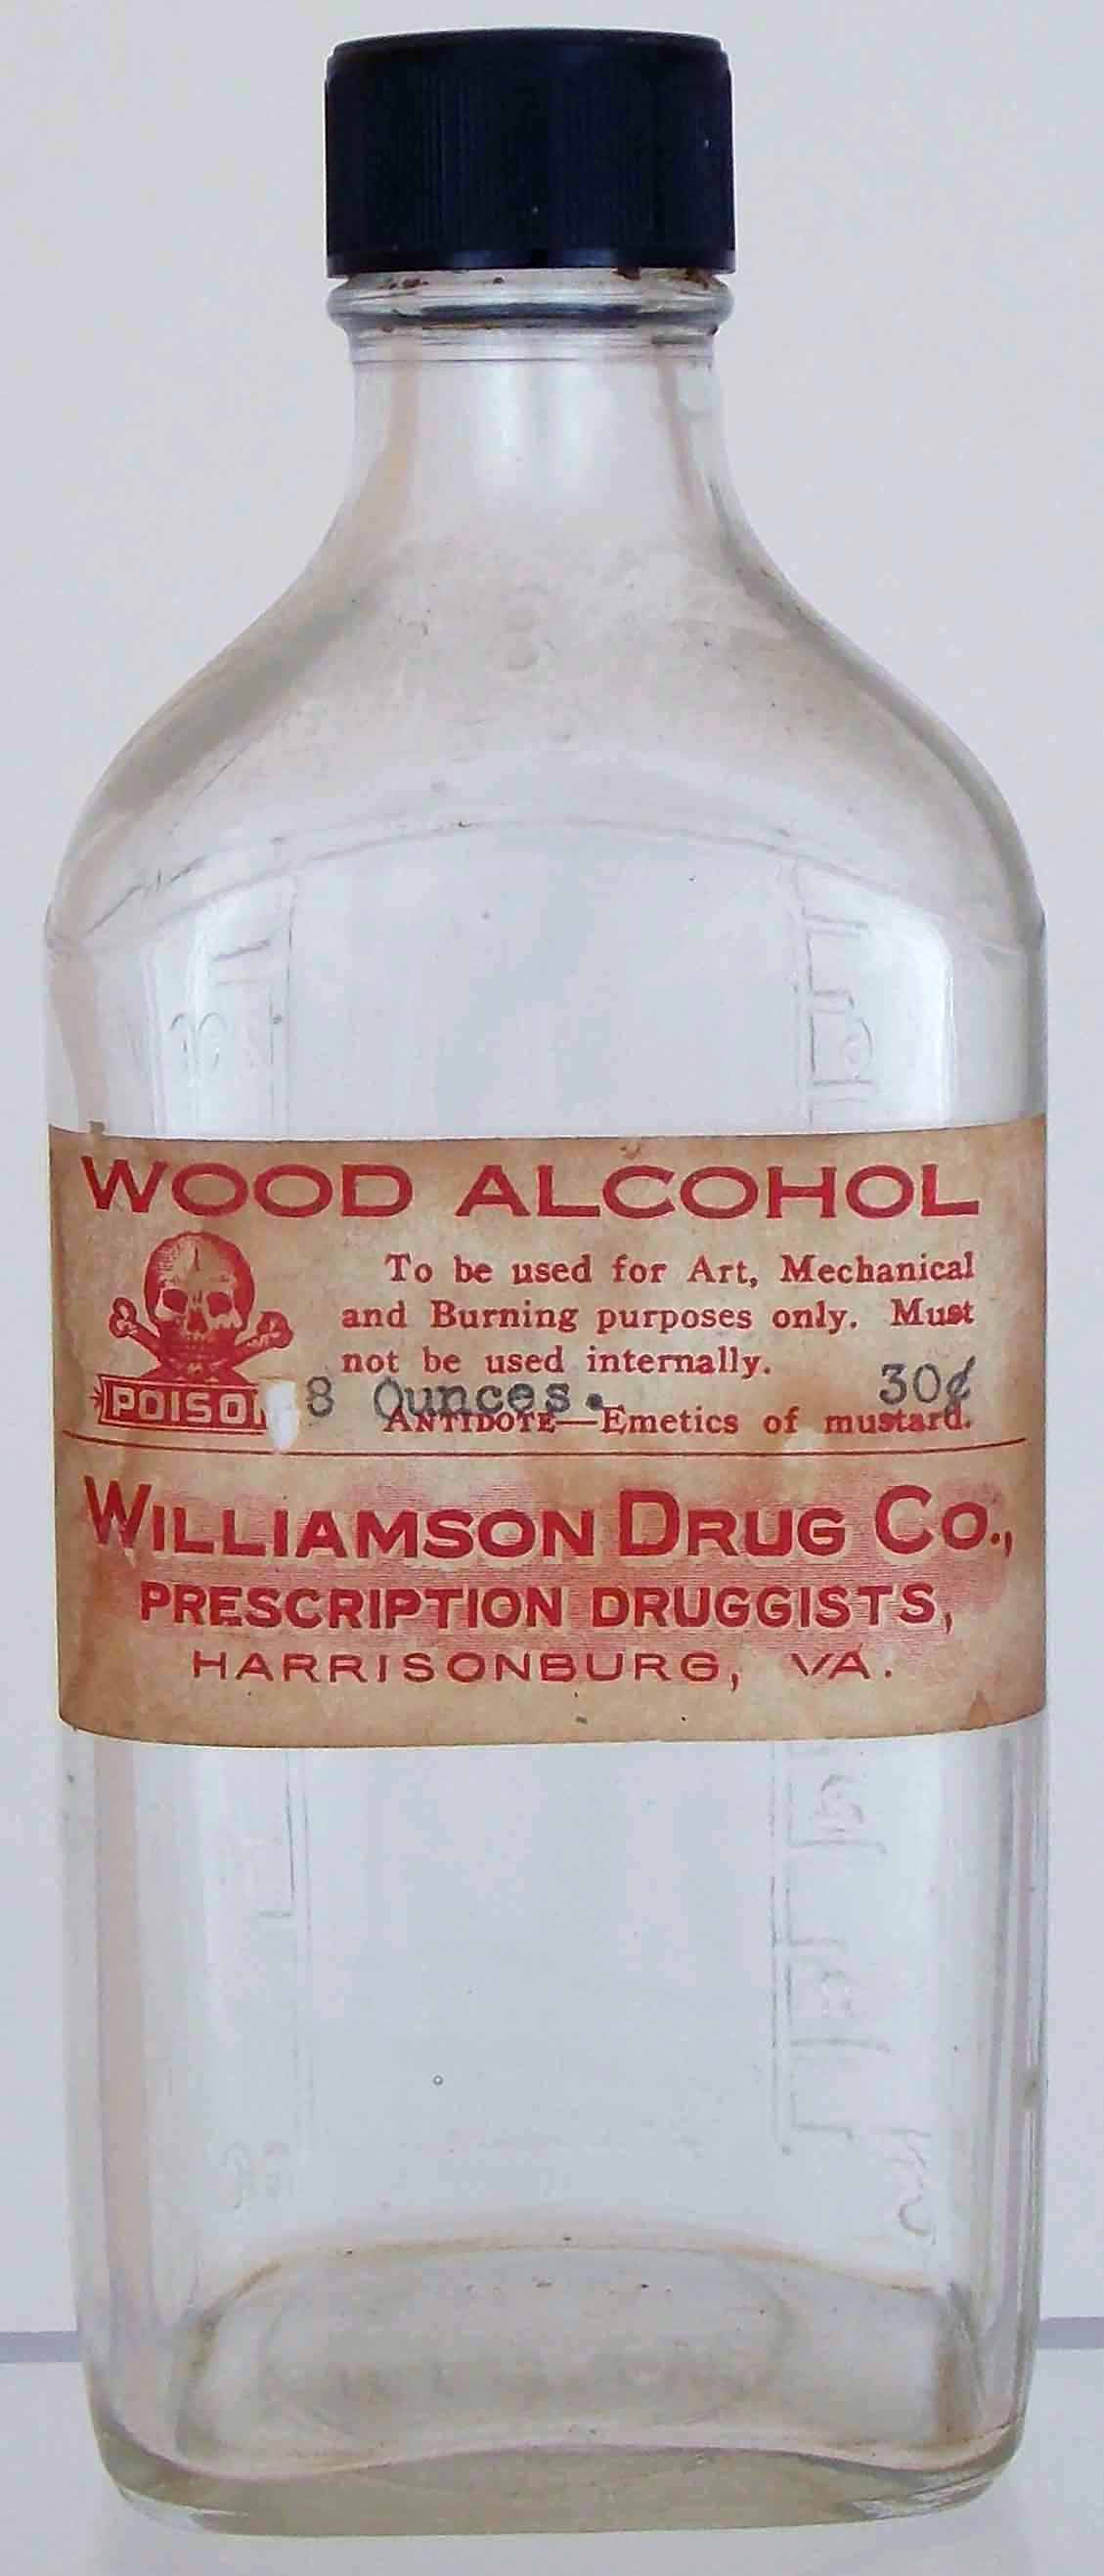 WOOD ALCOHOL
To be used for Art, Mechanical
and Burning purposes only. Must
not be used internally.
30¢
8 Ounces.
POISON
ANTIDOTE—Emetics of mustard.
WILLIAMSON DRUG CO.,
PRESCRIPTION DRUGGISTS,
HARRISONBURG, VA.